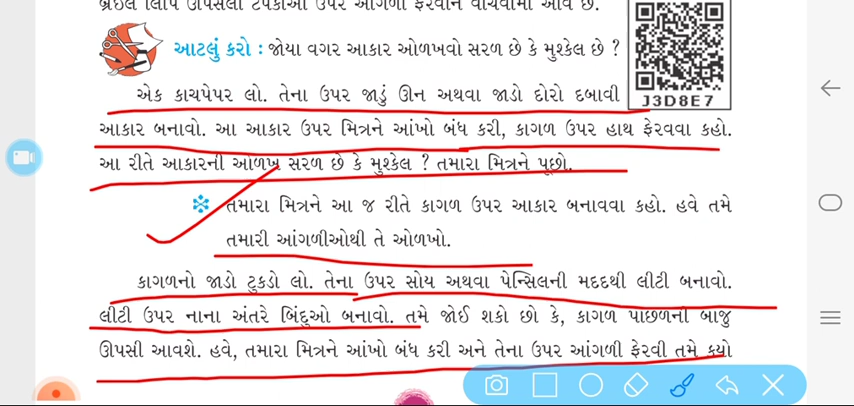 બ્રેઈલ લિપિ ઊપસેલાં ટપકાંઓ ઉપર આંગળી ફેરવીને વાંચવામાં આવે છે.
આટલું કરો : જોયા વગર આકાર ઓળખવો સરળ છે કે મુશ્કેલ છે ?
એક કાચપેપર લો. તેના ઉપર જાડું ઊન અથવા જાડો દોરો દબાવી
J3D8E7
આકાર બનાવો. આ આકાર ઉપર મિત્રને આંખો બંધ કરી, કાગળ ઉપર હાથ ફેરવવા કહો.
આ રીતે આકારની ઓળખ સરળ છે કે મુશ્કેલ ? તમારા મિત્રને પૂછો.
તમારા મિત્રને આ જ રીતે કાગળ ઉપર આકાર બનાવવા કહો. હવે તમે
તમારી આંગળીઓથી તે ઓળખો.
કાગળનો જાડો ટુકડો લો. તેના ઉપર સોય અથવા પેન્સિલની મદદથી લીટી બનાવો.
લીટી ઉપર નાના અંતરે બિંદુઓ બનાવો. તમે જોઈ શકો છો કે, કાગળ પાછળની બાજુ
ઊપસી આવશે. હવે, તમારા મિત્રને આંખો બંધ કરી અને તેના ઉપર આંગળી ફેરવી તમે કયો